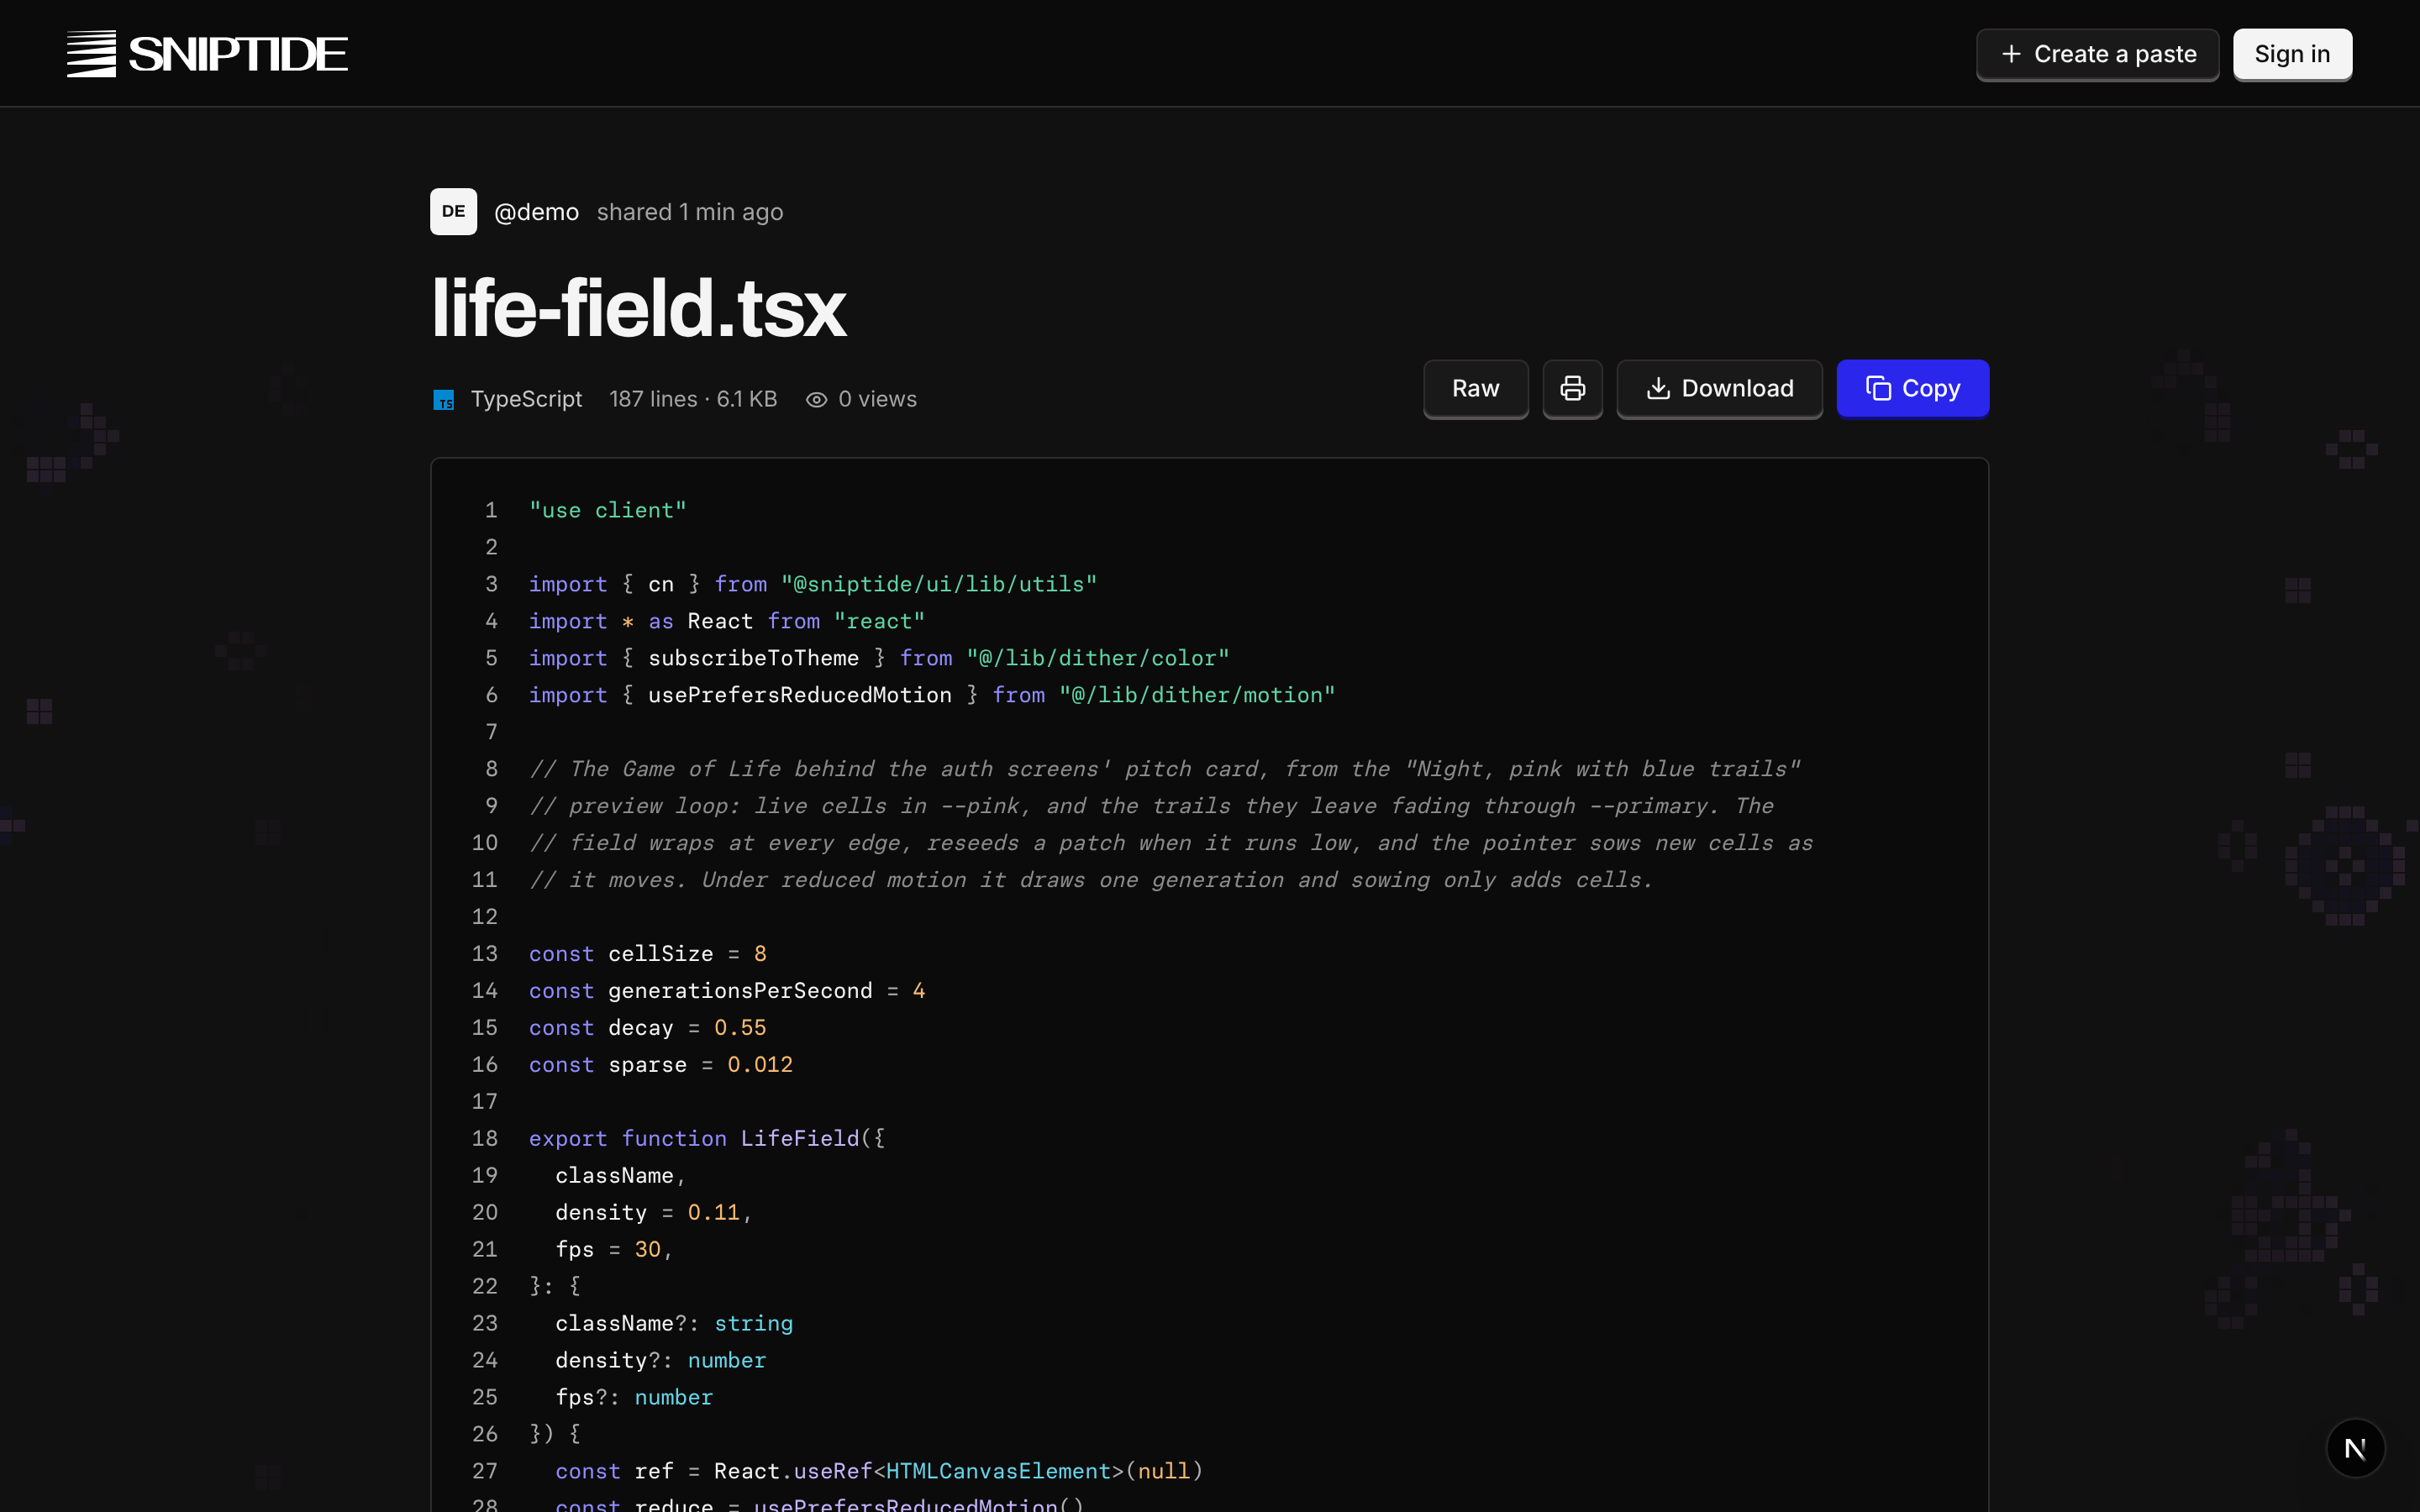 SNIPTIDE
Create a paste
Sign in
DE
@demo shared 1 min ago
life-field.tsx
TS TypeScript 187 lines · 6.1 KB 0 views
Raw
Download
Copy
1 "use client"
2
3 import { cn } from "@sniptide/ui/lib/utils"
4 import * as React from "react"
5 import { subscribeToTheme } from "@/lib/dither/color"
6 import { usePrefersReducedMotion } from "@/lib/dither/motion"
7
8 // The Game of Life behind the auth screens' pitch card, from the "Night, pink with blue trails"
9 // preview loop: live cells in --pink, and the trails they leave fading through --primary. The
10 // field wraps at every edge, reseeds a patch when it runs low, and the pointer sows new cells as
11 // it moves. Under reduced motion it draws one generation and sowing only adds cells.
12
13 const cellSize = 8
14 const generationsPerSecond = 4
15 const decay = 0.55
16 const sparse = 0.012
17
18 export function LifeField({
19   className,
20   density = 0.11,
21   fps = 30,
22 }: {
23   className?: string
24   density?: number
25   fps?: number
26 }) {
27   const ref = React.useRef<HTMLCanvasElement>(null)
28   const reduce = usePrefersReducedMotion()
N